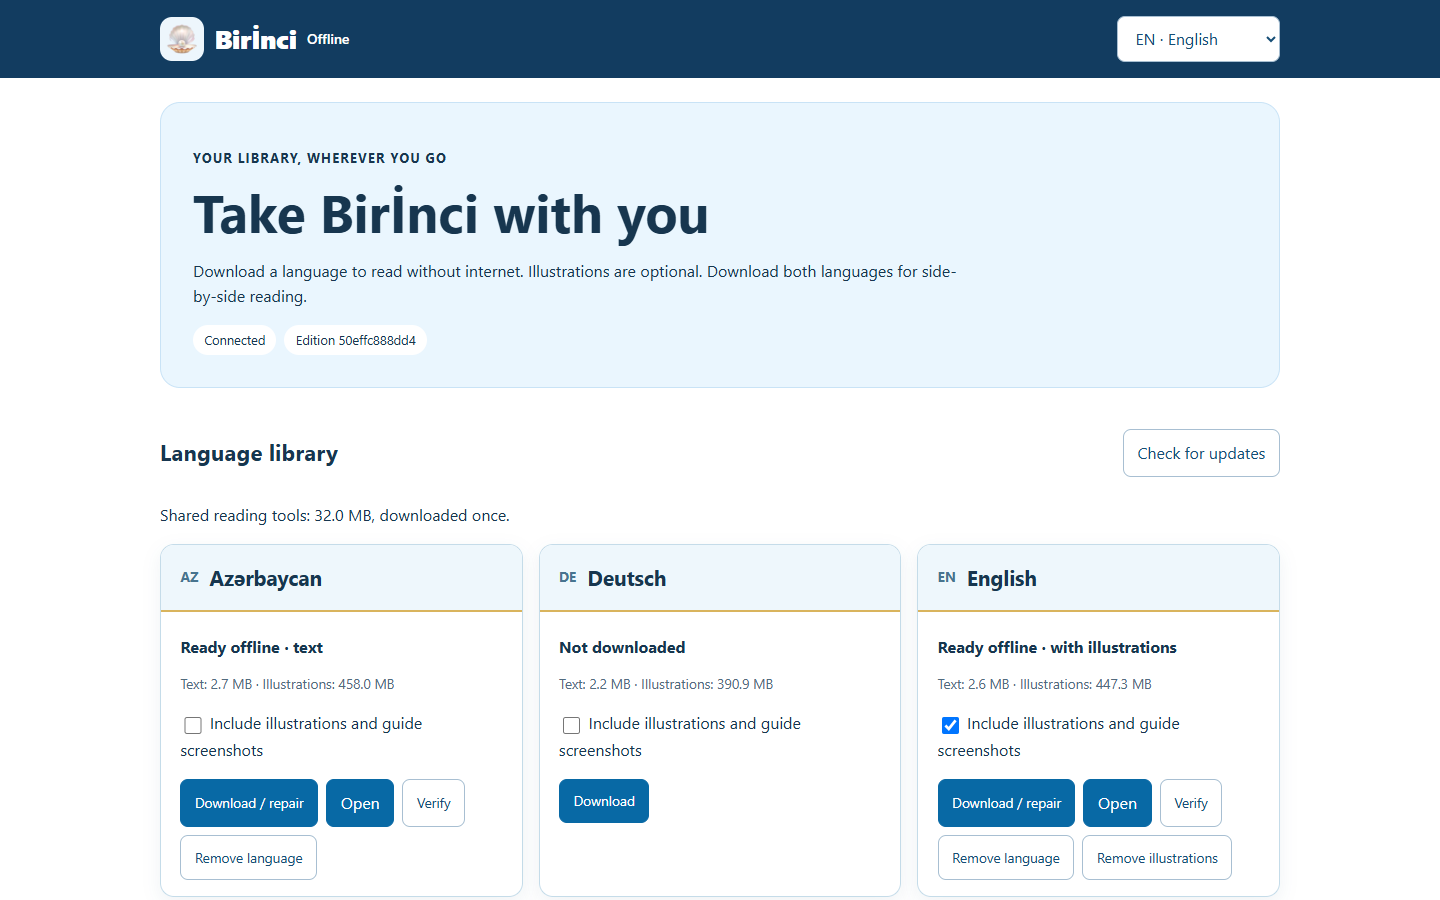 Birİnci Offline
EN · English
YOUR LIBRARY, WHEREVER YOU GO
Take Birİnci with you
Download a language to read without internet. Illustrations are optional. Download both languages for side-
by-side reading.
Connected
Edition 50effc888dd4
Language library
Check for updates
Shared reading tools: 32.0 MB, downloaded once.
AZ Azərbaycan
Ready offline · text
Text: 2.7 MB · Illustrations: 458.0 MB
Include illustrations and guide
screenshots
Download / repair
Open
Verify
Remove language
DE Deutsch
Not downloaded
Text: 2.2 MB · Illustrations: 390.9 MB
Include illustrations and guide
screenshots
Download
EN English
Ready offline · with illustrations
Text: 2.6 MB · Illustrations: 447.3 MB
Include illustrations and guide
screenshots
Download / repair
Open
Verify
Remove language
Remove illustrations